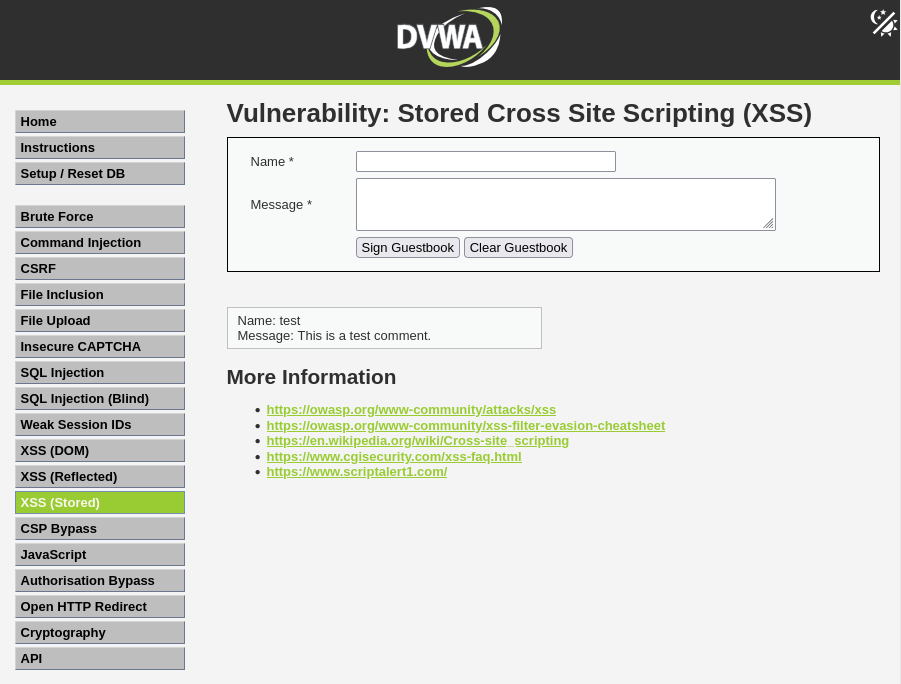 DVWA
Home
Instructions
Setup / Reset DB
Brute Force
Command Injection
CSRF
File Inclusion
File Upload
Insecure CAPTCHA
SQL Injection
SQL Injection (Blind)
Weak Session IDs
XSS (DOM)
XSS (Reflected)
XSS (Stored)
CSP Bypass
JavaScript
Authorisation Bypass
Open HTTP Redirect
Cryptography
API
Vulnerability: Stored Cross Site Scripting (XSS)
Name *
Message *
Sign Guestbook Clear Guestbook
Name: test
Message: This is a test comment.
More Information
https://owasp.org/www-community/attacks/xss
https://owasp.org/www-community/xss-filter-evasion-cheatsheet
https://en.wikipedia.org/wiki/Cross-site_scripting
https://www.cgisecurity.com/xss-faq.html
https://www.scriptalert1.com/